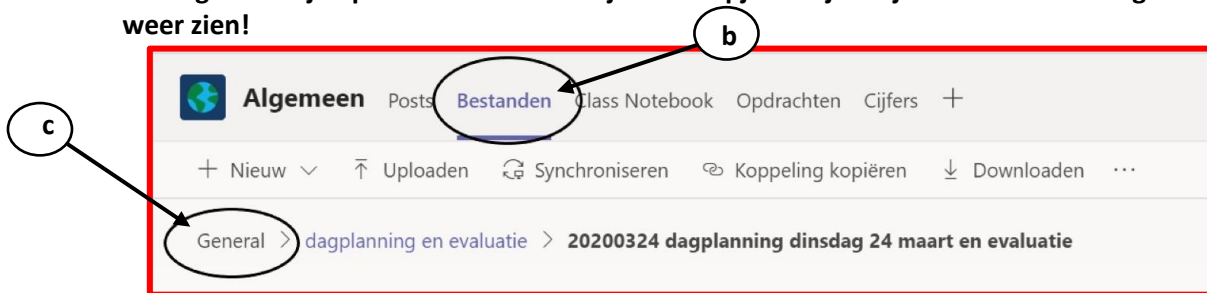 weer zien!
b
Algemeen Posts Bestanden Class Notebook Opdrachten Cijfers +
c
+ Nieuw Uploaden Synchroniseren Koppeling kopiëren Downloaden ...
General > dagplanning en evaluatie > 20200324 dagplanning dinsdag 24 maart en evaluatie